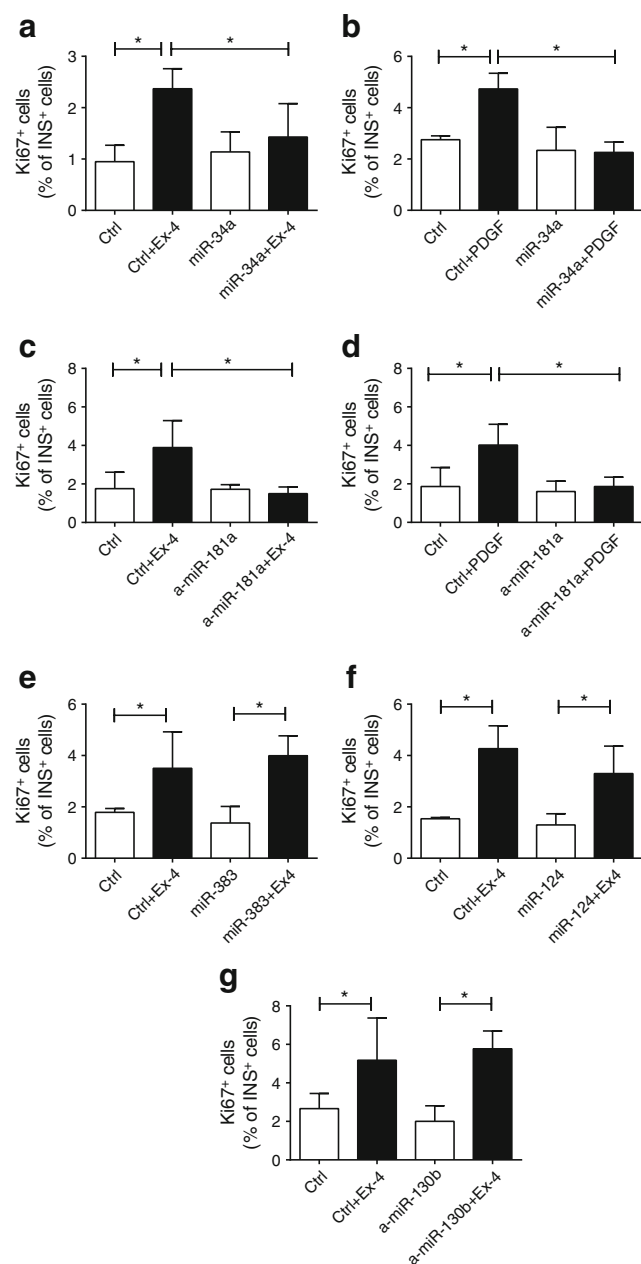 a
Ki67+ cells
(% of INS+ cells)
3
2
1
0
* *
Ctrl
Ctrl+Ex-4
miR-34a
miR-34a+Ex-4
b
Ki67+ cells
(% of INS+ cells)
6
4
2
0
* *
Ctrl
Ctrl+PDGF
miR-34a
miR-34a+PDGF
c
Ki67+ cells
(% of INS+ cells)
8
6
4
2
0
* *
Ctrl
Ctrl+Ex-4
a-miR-181a
a-miR-181a+Ex-4
d
Ki67+ cells
(% of INS+ cells)
8
6
4
2
0
* *
Ctrl
Ctrl+PDGF
a-miR-181a
a-miR-181a+PDGF
e
Ki67+ cells
(% of INS+ cells)
6
4
2
0
* *
Ctrl
Ctrl+Ex-4
miR-383
miR-383+Ex4
f
Ki67+ cells
(% of INS+ cells)
6
4
2
0
* *
Ctrl
Ctrl+Ex-4
miR-124
miR-124+Ex4
g
Ki67+ cells
(% of INS+ cells)
8
6
4
2
0
* *
Ctrl
Ctrl+Ex-4
a-miR-130b
a-miR-130b+Ex-4